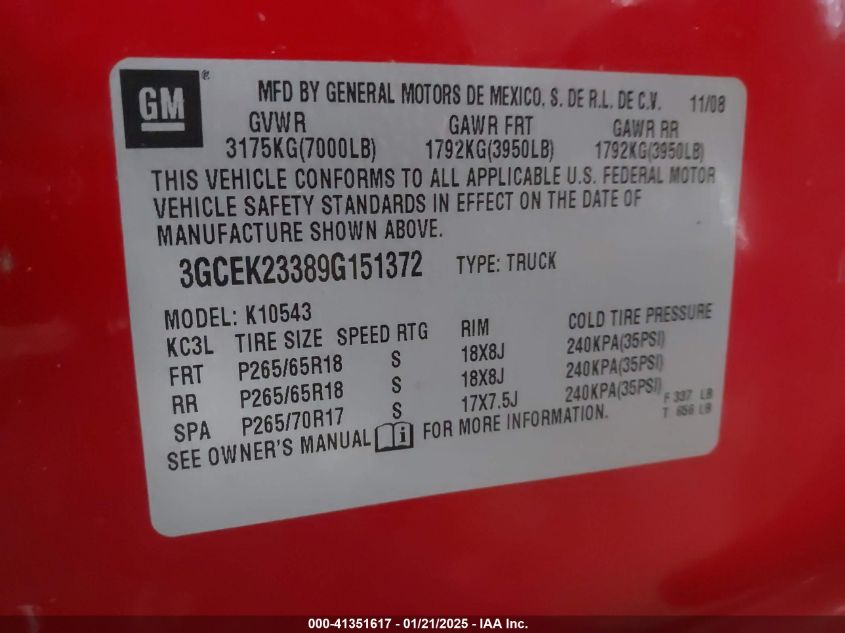 GM ®
MFD BY GENERAL MOTORS DE MEXICO, S. DE R.L. DE C.V. 11/08
GVWR GAWR FRT GAWR RR
3175KG(7000LB) 1792KG(3950LB) 1792KG(3950LB)
THIS VEHICLE CONFORMS TO ALL APPLICABLE U.S. FEDERAL MOTOR
VEHICLE SAFETY STANDARDS IN EFFECT ON THE DATE OF
MANUFACTURE SHOWN ABOVE.
3GCEK23389G151372 TYPE: TRUCK
MODEL: K10543
KC3L TIRE SIZE SPEED RTG RIM COLD TIRE PRESSURE
FRT P265/65R18 S 18X8J 240KPA(35PSI)
RR P265/65R18 S 18X8J 240KPA(35PSI)
SPA P265/70R17 S 17X7.5J 240KPA(35PSI)
F 337 LB
T 656 LB
SEE OWNER'S MANUAL i FOR MORE INFORMATION.
000-41351617 - 01/21/2025 - IAA Inc.